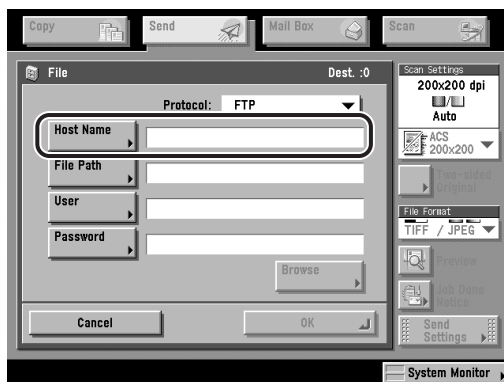 Copy
Send
Mail Box
Scan
File
Dest. :0
Protocol: FTP
Host Name
File Path
User
Password
Browse
Cancel
OK
Scan Settings
200x200 dpi
Auto
ACS
200x200
Two-sided
Original
File Format
TIFF / JPEG
Preview
Job Done
Notice
Send
Settings
System Monitor